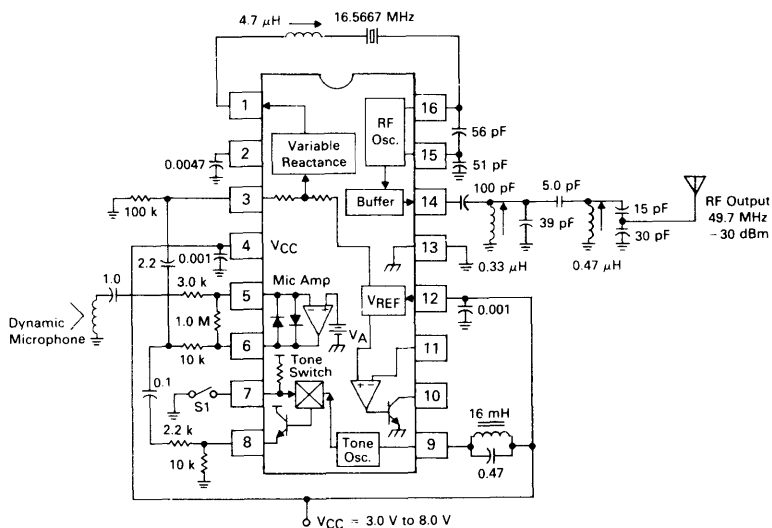 4.7 μH
16.5667 MHz
1
16
RF
Osc.
56 pF
Variable
Reactance
2
0.0047
15
51
pF
Buffer
14
100 pF
5.0 pF
15 pF
RF Output
49.7 MHz
-30 dBm
3
100 k
39 pF
30 pF
13
0.33 μH
0.47 μH
4
VCC
0.001
2.2
1.0
3.0 k
5
Mic Amp
VREF
12
0.001
Dynamic
Microphone
1.0 M
VA
11
10 k
6
Tone
Switch
0.1
S1
7
10
2.2 k
8
Tone
Osc.
9
16 mH
0.47
10 k
VCC = 3.0 V to 8.0 V